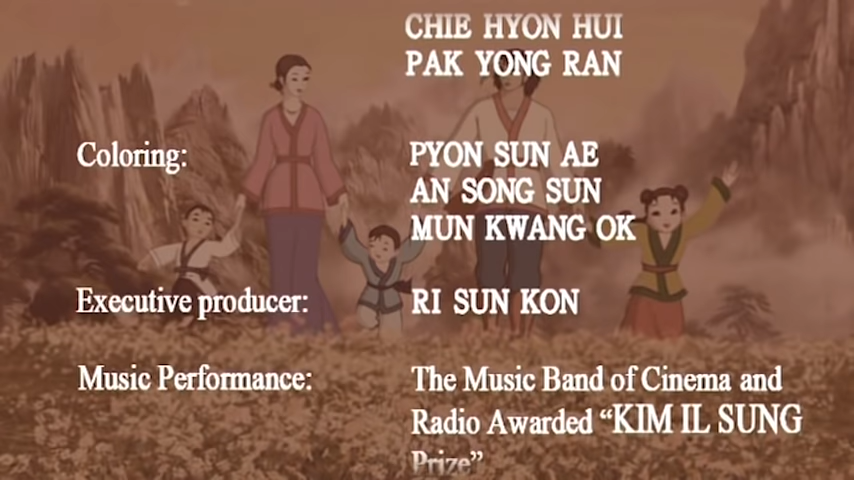 CHIE HYON HUI
PAK YONG RAN
Coloring: PYON SUN AE
AN SONG SUN
MUN KWANG OK
Executive producer: RI SUN KON
Music Performance: The Music Band of Cinema and
Radio Awarded “KIM IL SUNG
Prize”